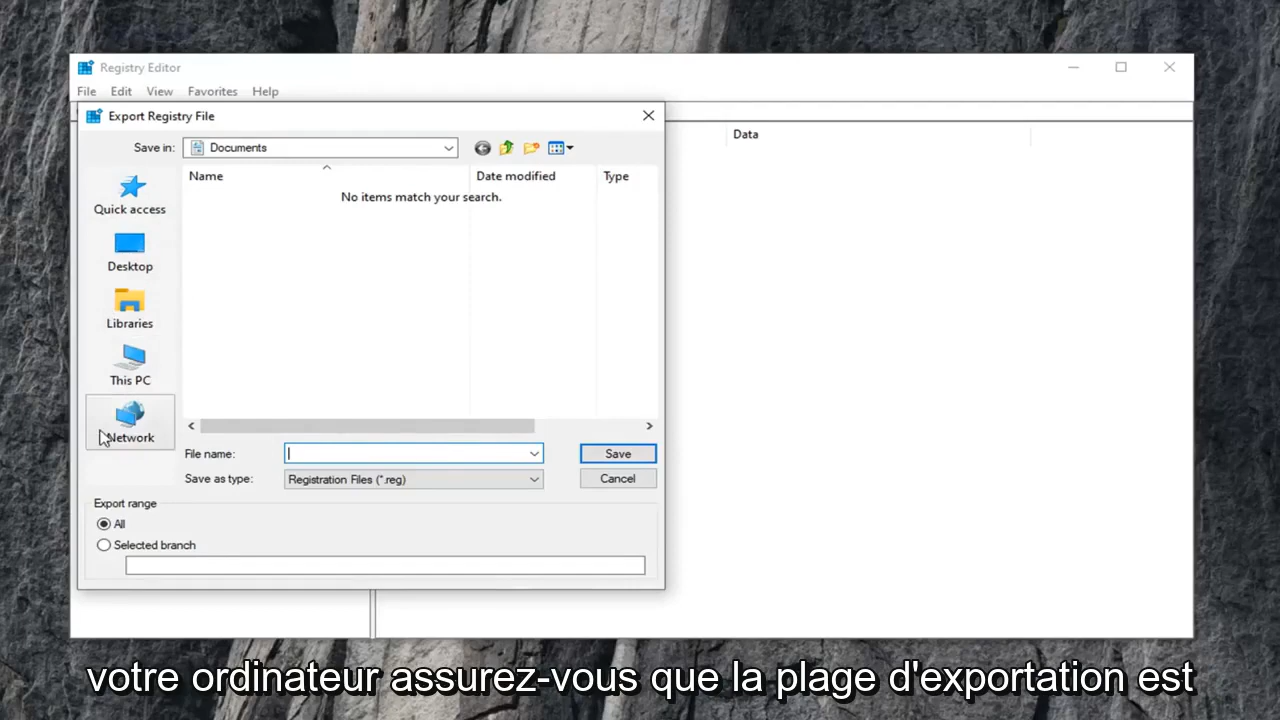 Registry Editor
File Edit View Favorites Help
Export Registry File
Save in: Documents
Data
Name Date modified Type
No items match your search.
Quick access
Desktop
Libraries
This PC
Network
File name: Save
Save as type: Registration Files (*.reg) Cancel
Export range
All
Selected branch
votre ordinateur assurez-vous que la plage d'exportation est